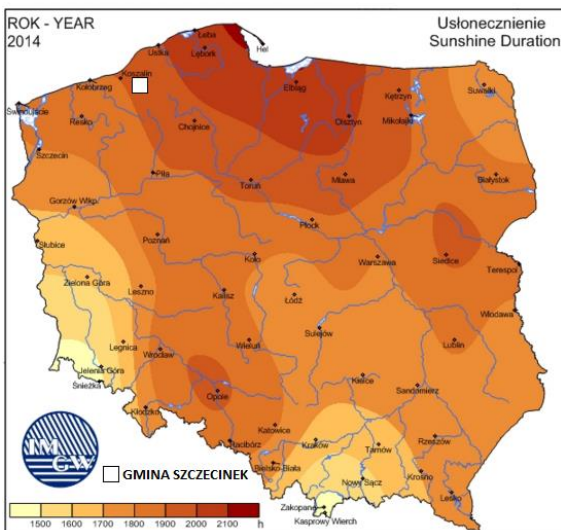 ROK - YEAR
2014
Usłonecznienie
Sunshine Duration
Łeba
Hel
Ustka
Lębork
Koszalin
Kołobrzeg
Elbląg
Kętrzyn
Suwałki
Świnoujście
Resko
Chojnice
Olsztyn
Mikołajki
Szczecin
Piła
Toruń
Mława
Białystok
Gorzów Wlkp.
Płock
Słubice
Poznań
Koło
Warszawa
Siedlce
Terespol
Zielona Góra
Leszno
Kalisz
Łódź
Włodawa
Sulejów
Legnica
Wrocław
Wieluń
Lublin
Jelenia Góra
Śnieżka
Opole
Kielce
Sandomierz
Kłodzko
Katowice
Racibórz
Kraków
Tarnów
Rzeszów
Bielsko-Biała
Nowy Sącz
Krosno
Lesko
Zakopane
Kasprowy Wierch
IM
GW
GMINA SZCZECINEK
1500 1600 1700 1800 1900 2000 2100 h